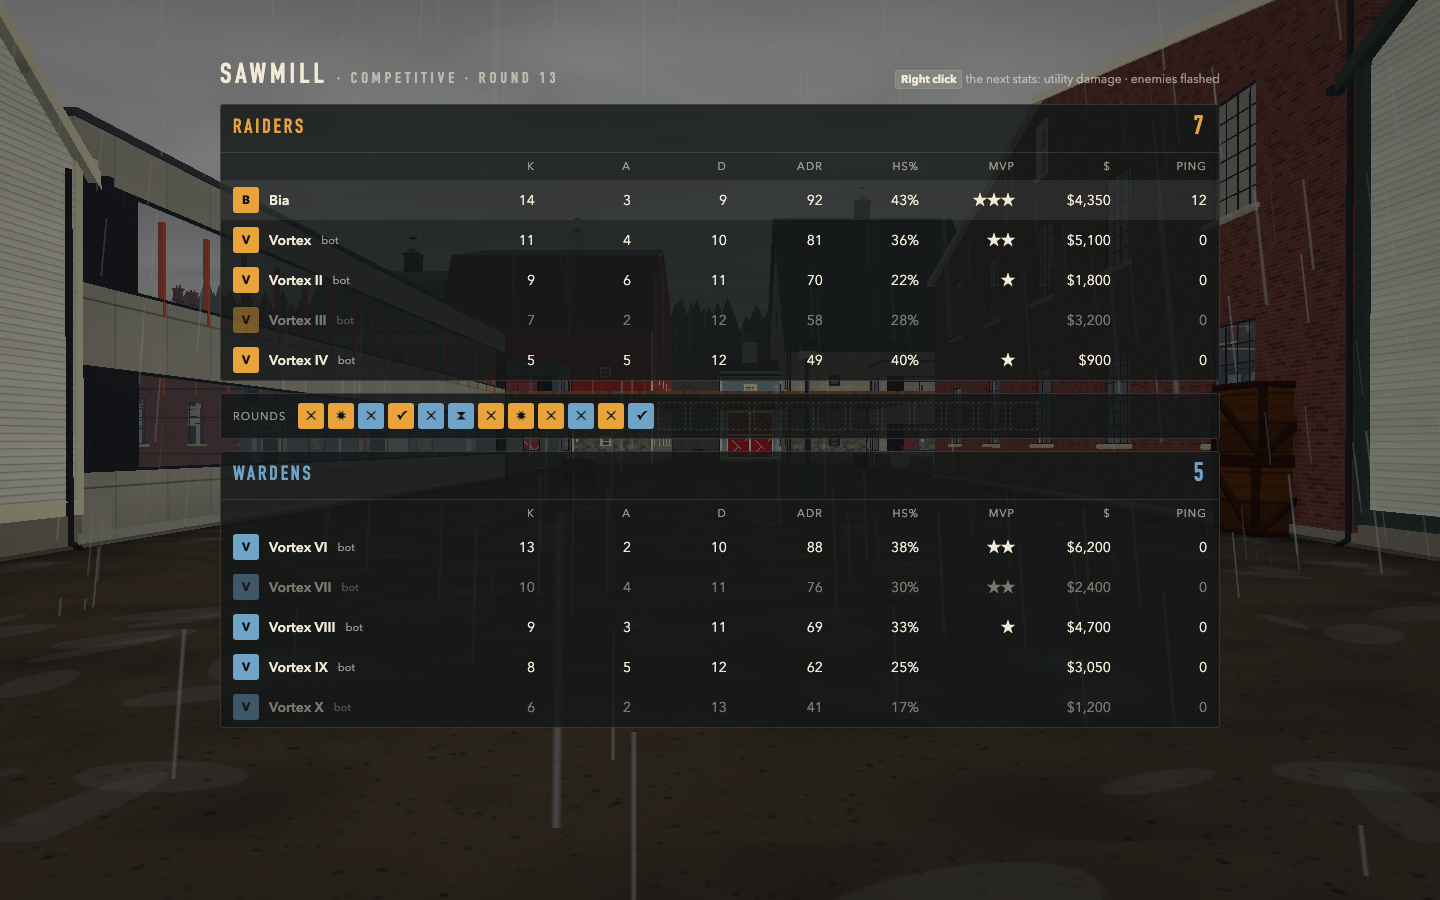 SAWMILL · COMPETITIVE · ROUND 13
Right click the next stats: utility damage · enemies flashed
RAIDERS 7
K A D ADR HS% MVP $ PING
B Bia 14 3 9 92 43% ★★★ $4,350 12
V Vortex bot 11 4 10 81 36% ★★ $5,100 0
V Vortex II bot 9 6 11 70 22% ★ $1,800 0
V Vortex III bot 7 2 12 58 28% $3,200 0
V Vortex IV bot 5 5 12 49 40% ★ $900 0
ROUNDS
WARDENS 5
K A D ADR HS% MVP $ PING
V Vortex VI bot 13 2 10 88 38% ★★ $6,200 0
V Vortex VII bot 10 4 11 76 30% ★★ $2,400 0
V Vortex VIII bot 9 3 11 69 33% ★ $4,700 0
V Vortex IX bot 8 5 12 62 25% $3,050 0
V Vortex X bot 6 2 13 41 17% $1,200 0